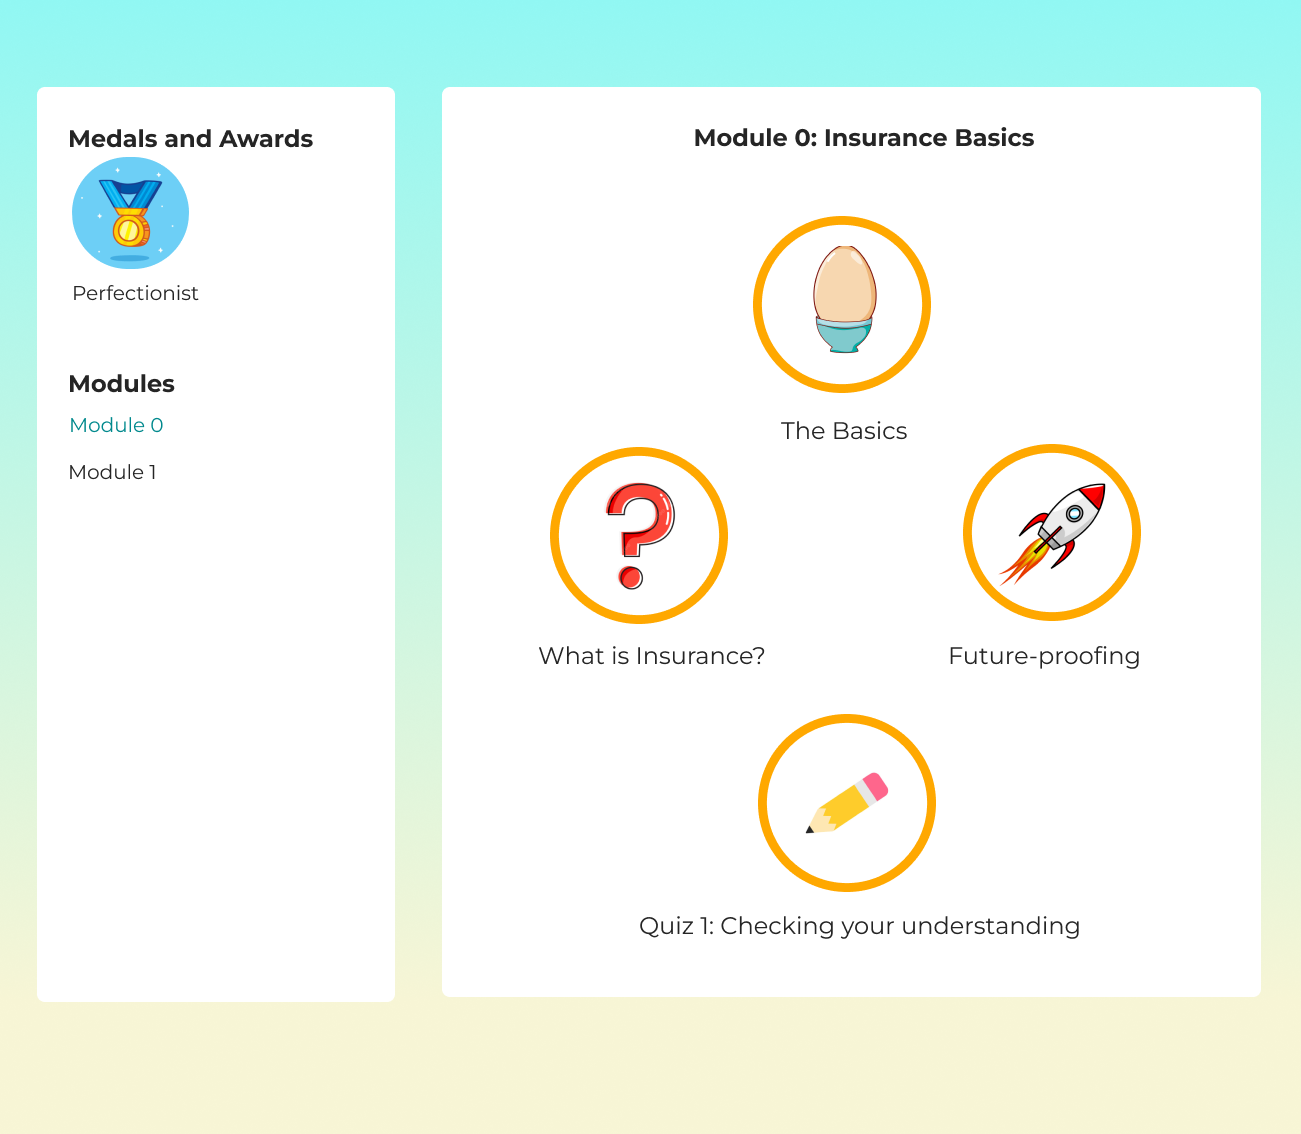 Medals and Awards
Perfectionist
Modules
Module 0
Module 1
Module 0: Insurance Basics
The Basics
What is Insurance?
Future-proofing
Quiz 1: Checking your understanding